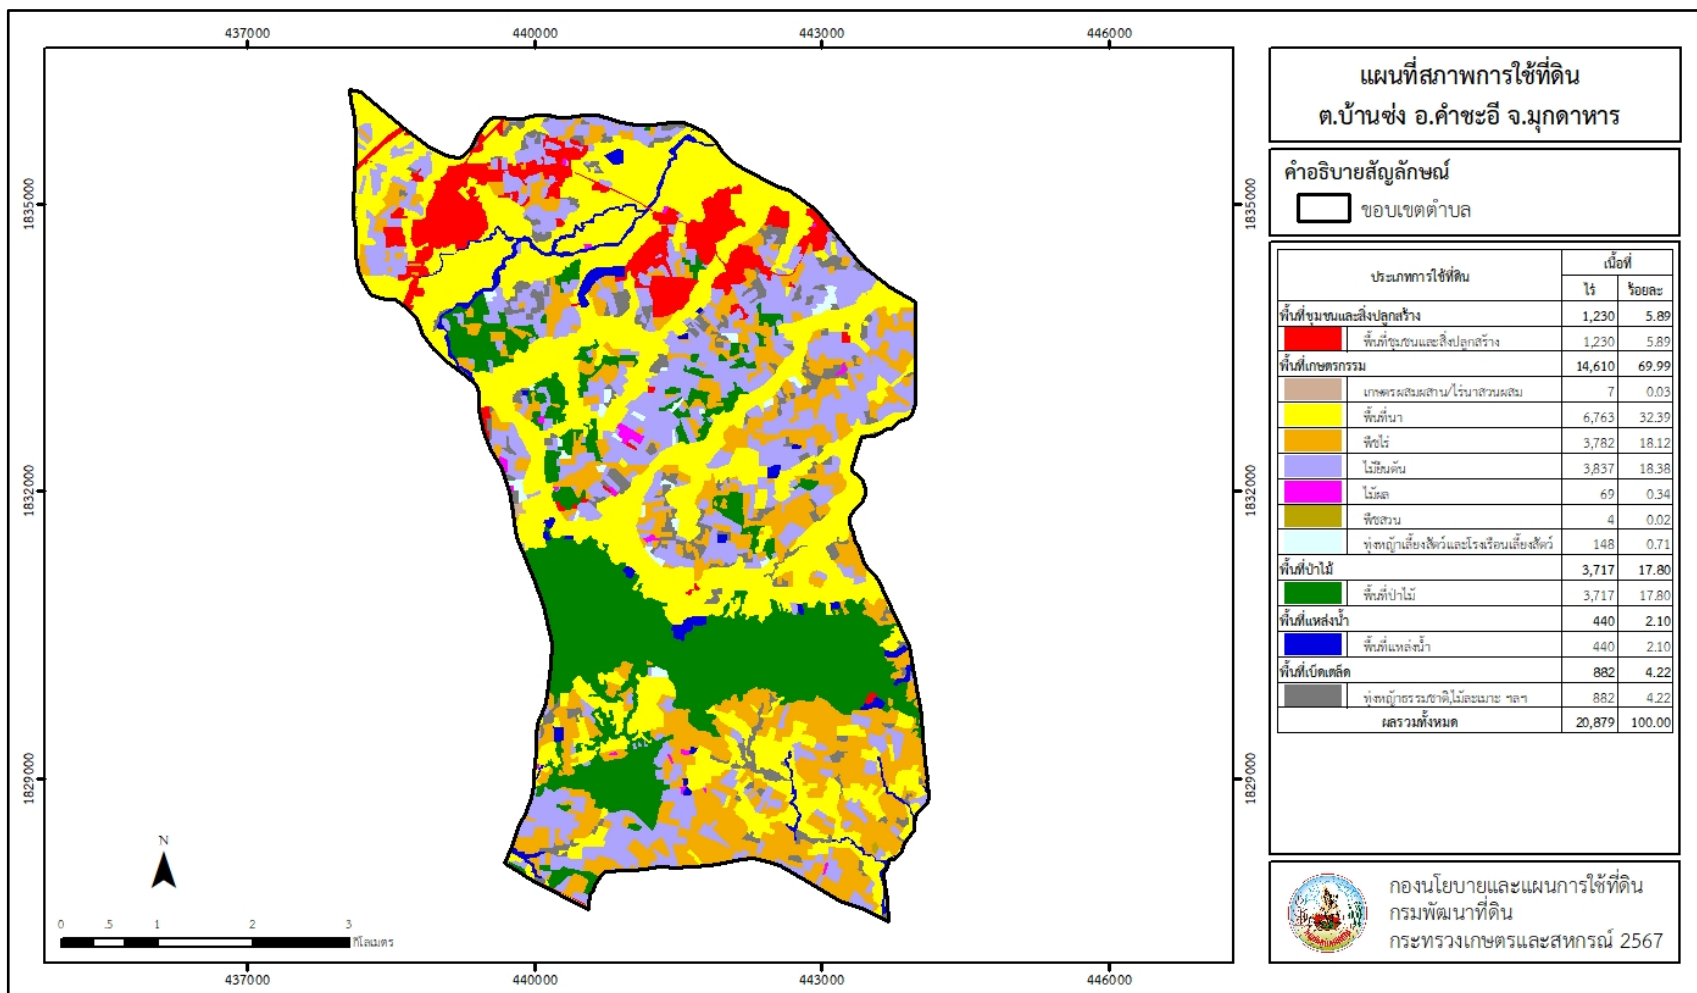 437000 440000 443000 446000
แผนที่สภาพการใช้ที่ดิน
ต.บ้านซ่ง อ.คำชะอี จ.มุกดาหาร
คำอธิบายสัญลักษณ์
ขอบเขตตำบล
1835000 1835000
1832000 1832000
1829000 1829000
ประเภทการใช้ที่ดิน เนื้อที่
ไร่ ร้อยละ
พื้นที่ชุมชนและสิ่งปลูกสร้าง 1,230 5.89
พื้นที่ชุมชนและสิ่งปลูกสร้าง 1,230 5.89
พื้นที่เกษตรกรรม 14,610 69.99
เกษตรผสมผสาน/ไร่นาสวนผสม 7 0.03
พื้นที่นา 6,763 32.39
พืชไร่ 3,782 18.12
ไม้ยืนต้น 3,837 18.38
ไม้ผล 69 0.34
พืชสวน 4 0.02
ทุ่งหญ้าเลี้ยงสัตว์และโรงเรือนเลี้ยงสัตว์ 148 0.71
พื้นที่ป่าไม้ 3,717 17.80
พื้นที่ป่าไม้ 3,717 17.80
พื้นที่แหล่งน้ำ 440 2.10
พื้นที่แหล่งน้ำ 440 2.10
พื้นที่เบ็ดเตล็ด 882 4.22
ทุ่งหญ้าธรรมชาติ,ไม้ละเมาะ ฯลฯ 882 4.22
ผลรวมทั้งหมด 20,879 100.00
N
0 .5 1 2 3
กิโลเมตร
กองนโยบายและแผนการใช้ที่ดิน
กรมพัฒนาที่ดิน
กระทรวงเกษตรและสหกรณ์ 2567
437000 440000 443000 446000